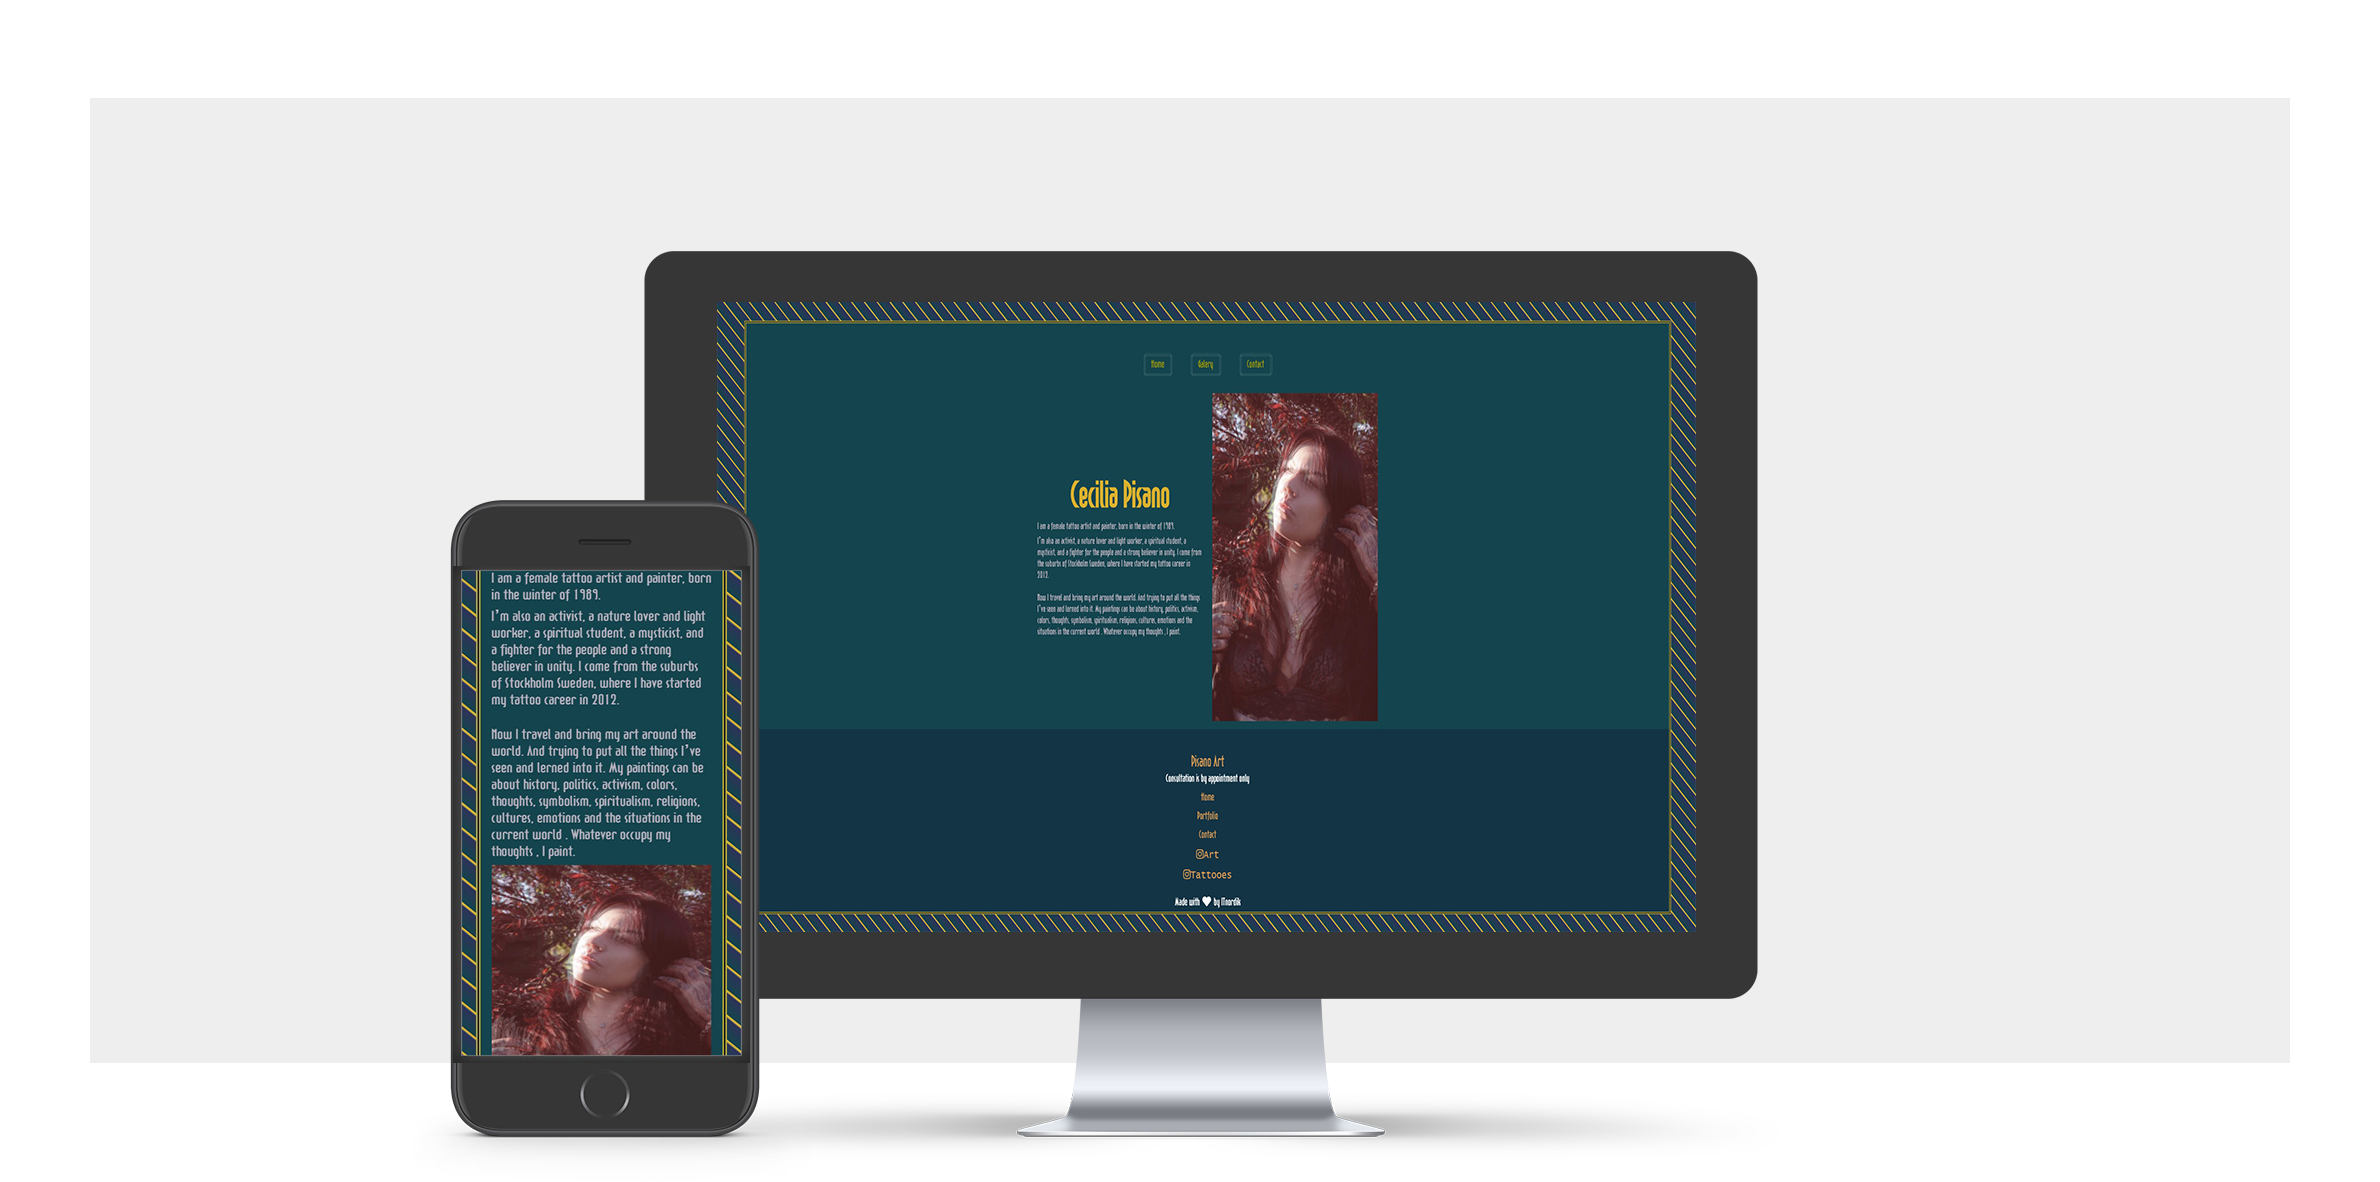 Home
Galery
Contact
Cecilia Pisano
I am a female tattoo artist and painter, born in the winter of 1989.
I'm also an activist, a nature lover and light worker, a spiritual student, a
mysticist, and a fighter for the people and a strong believer in unity. I come from
the suburbs of Stockholm Sweden, where I have started my tattoo career in
2012.
Now I travel and bring my art around the world. And trying to put all the things
I've seen and lerned into it. My paintings can be about history, politics, activism,
colors, thoughts, symbolism, spiritualism, religions, cultures, emotions and the
situations in the current world . Whatever occupy my thoughts , I paint.
Pisano Art
Consultation is by appointment only
Home
Portfolio
Contact
Art
Tattooes
Made with ♥ by ITnordik
I am a female tattoo artist and painter, born
in the winter of 1989.
I'm also an activist, a nature lover and light
worker, a spiritual student, a mysticist, and
a fighter for the people and a strong
believer in unity. I come from the suburbs
of Stockholm Sweden, where I have started
my tattoo career in 2012.
Now I travel and bring my art around the
world. And trying to put all the things I've
seen and lerned into it. My paintings can be
about history, politics, activism, colors,
thoughts, symbolism, spiritualism, religions,
cultures, emotions and the situations in the
current world . Whatever occupy my
thoughts , I paint.